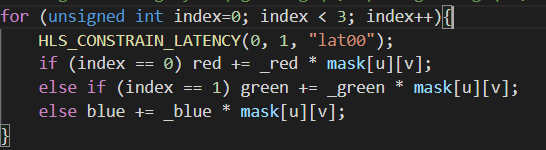 for (unsigned int index=0; index < 3; index++){
HLS_CONSTRAIN_LATENCY(0, 1, "lat00");
if (index == 0) red += _red * mask[u][v];
else if (index == 1) green += _green * mask[u][v];
else blue += _blue * mask[u][v];
}